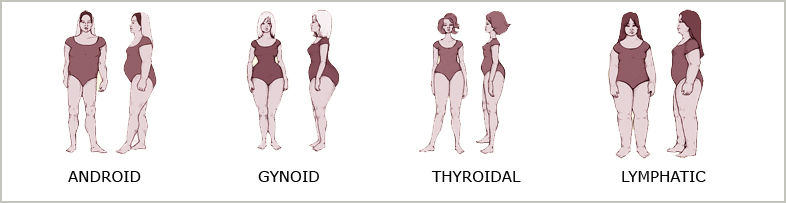 ANDROID
GYNOID
THYROIDAL
LYMPHATIC